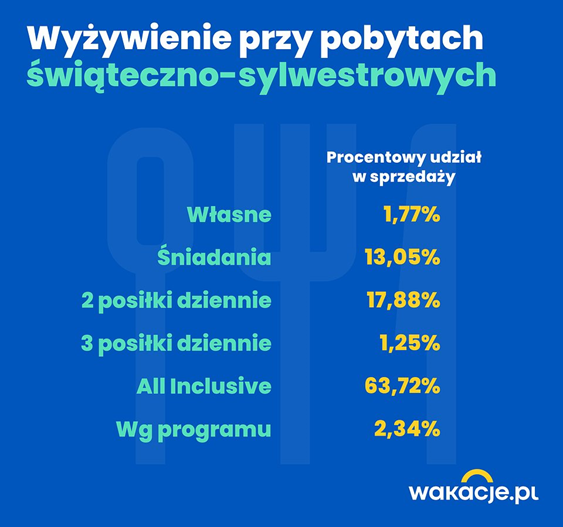 Wyżywienie przy pobytach
świąteczno-sylwestrowych
Procentowy udział
w sprzedaży
Własne 1,77%
Śniadania 13,05%
2 posiłki dziennie 17,88%
3 posiłki dziennie 1,25%
All Inclusive 63,72%
Wg programu 2,34%
wakacje.pl